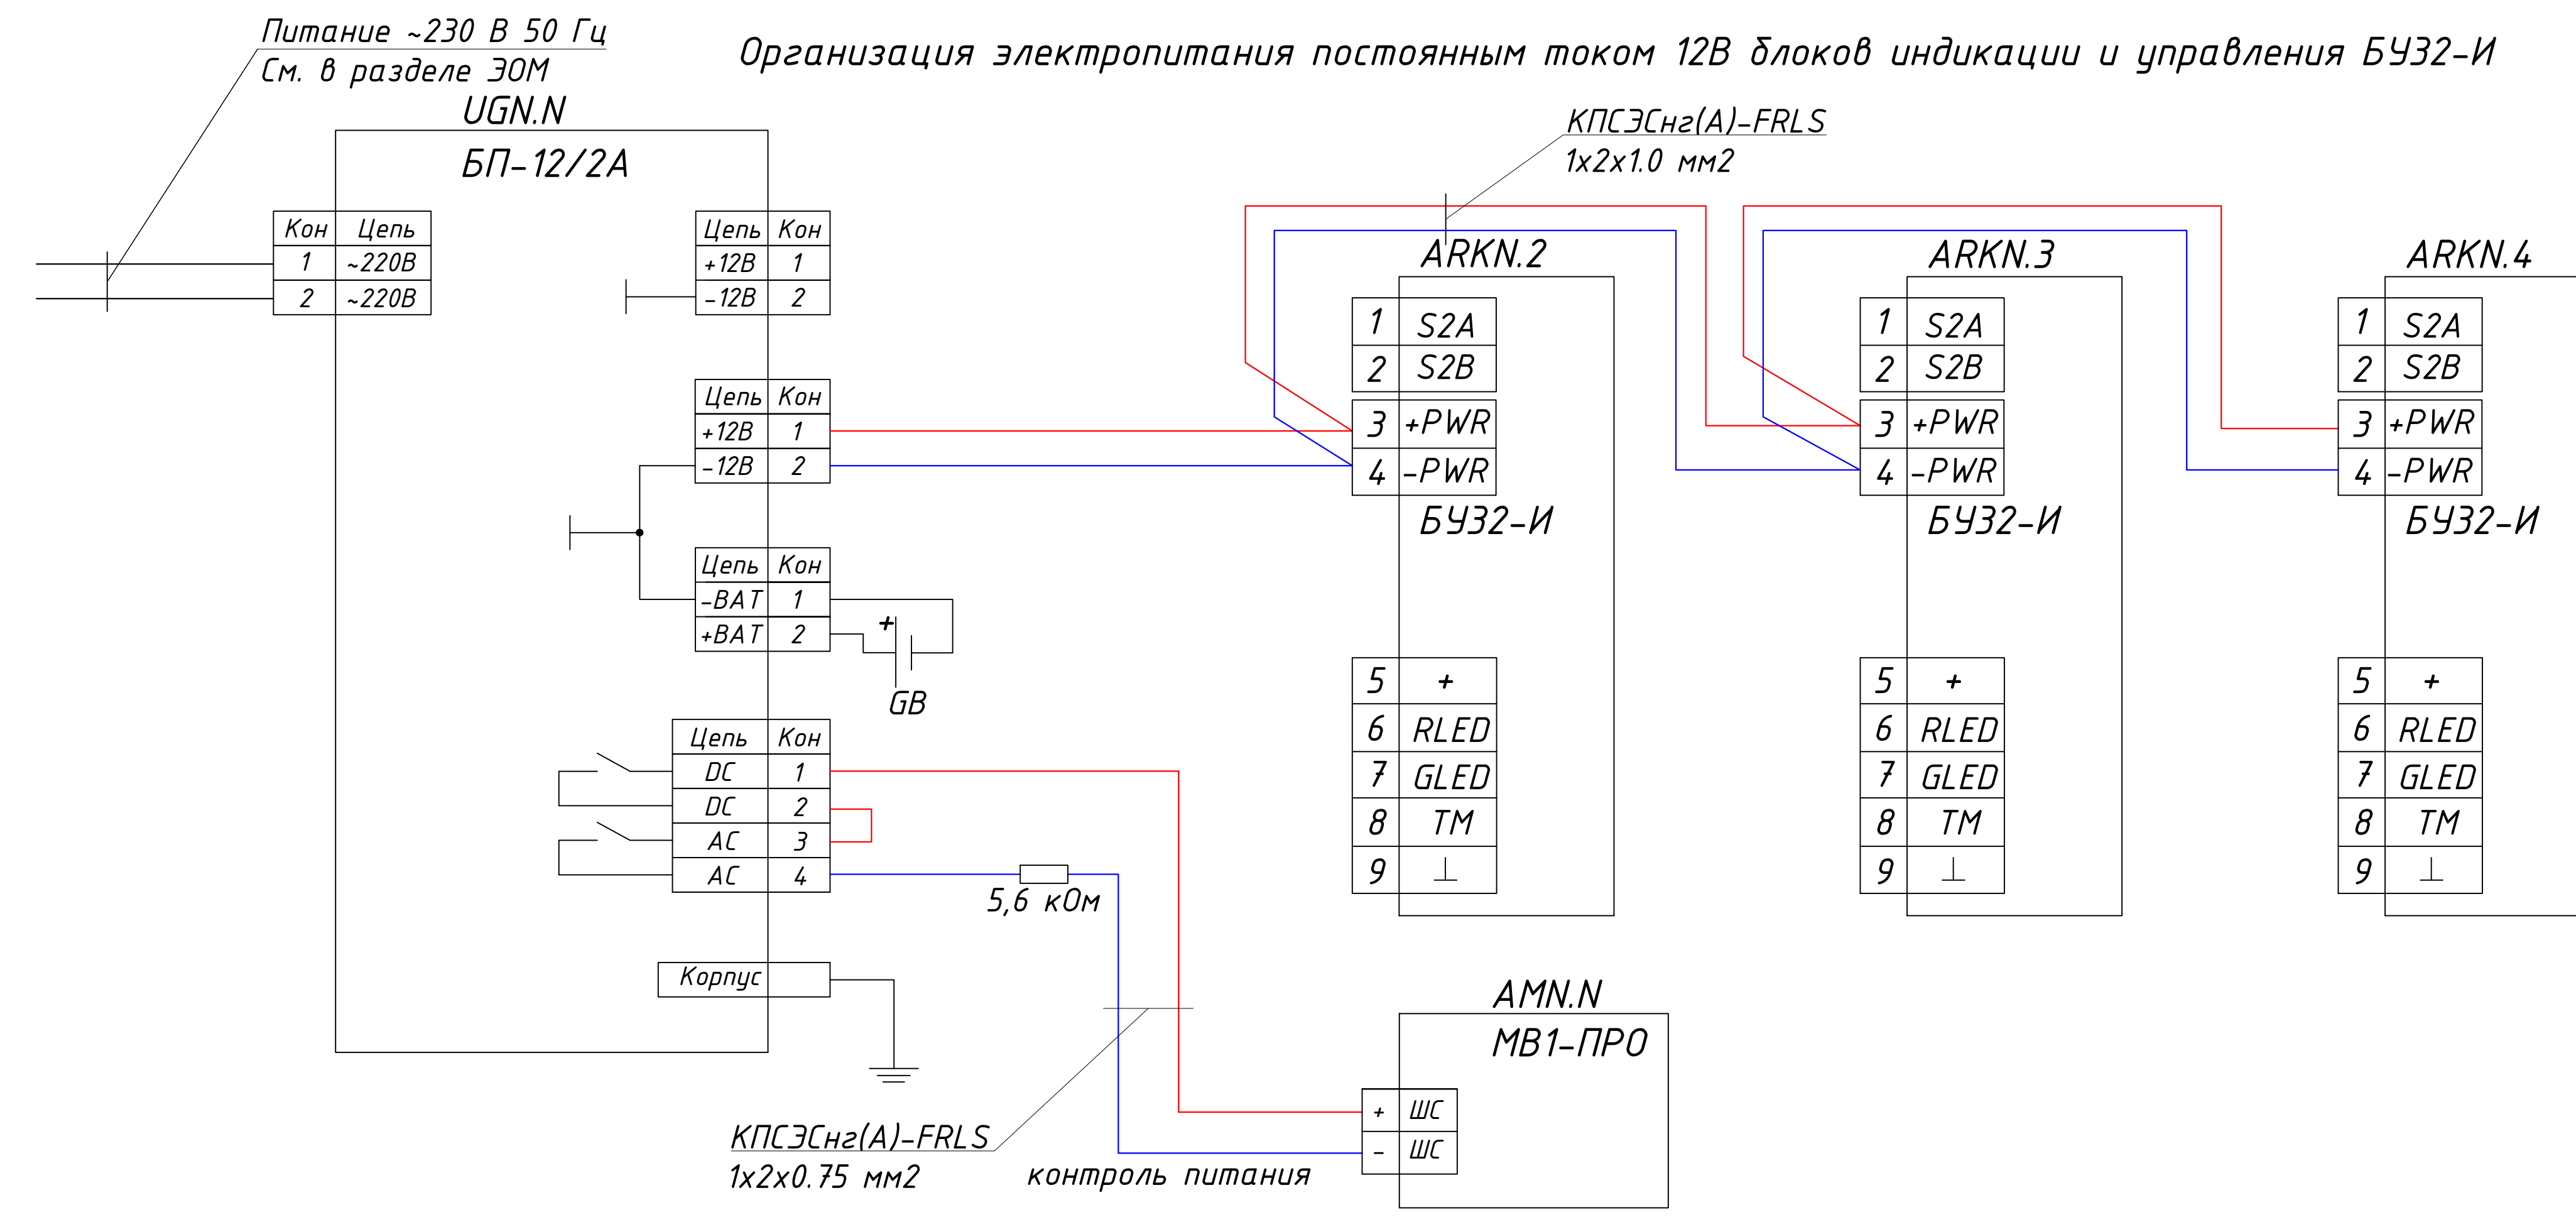 Питание ~230 В 50 Гц
См. в разделе ЭОМ
Организация электропитания постоянным током 12В блоков индикации и управления БУ32-И
UGN.N
БП-12/2А
Кон Цепь
1 ~220В
2 ~220В
Цепь Кон
+12В 1
-12В 2
Цепь Кон
+12В 1
-12В 2
Цепь Кон
-BAT 1
+BAT 2
+
GB
Цепь Кон
DC 1
DC 2
AC 3
AC 4
5,6 кОм
Корпус
КПСЭСнг(А)-FRLS
1x2x0.75 мм2
контроль питания
КПСЭСнг(А)-FRLS
1x2x1.0 мм2
ARKN.2
1 S2A
2 S2B
3 +PWR
4 -PWR
БУ32-И
5 +
6 RLED
7 GLED
8 TM
9 ⊥
ARKN.3
1 S2A
2 S2B
3 +PWR
4 -PWR
БУ32-И
5 +
6 RLED
7 GLED
8 TM
9 ⊥
ARKN.4
1 S2A
2 S2B
3 +PWR
4 -PWR
БУ32-И
5 +
6 RLED
7 GLED
8 TM
9 ⊥
AMN.N
МВ1-ПРО
+ ШС
- ШС